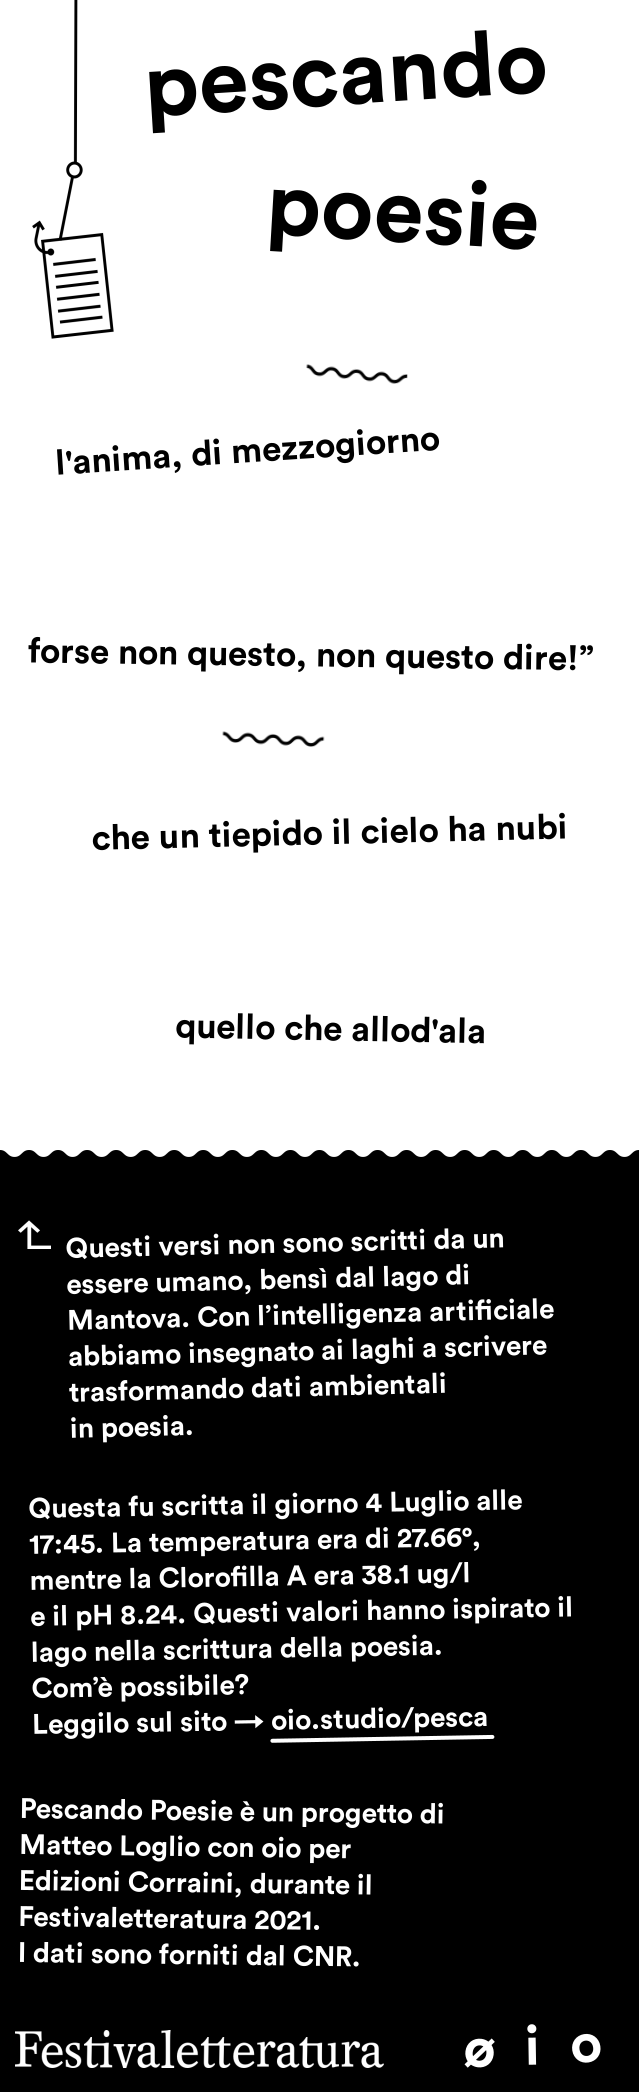 pescando
poesie
l'anima, di mezzogiorno
forse non questo, non questo dire!”
che un tiepido il cielo ha nubi
quello che allod'ala
Questi versi non sono scritti da un
essere umano, bensì dal lago di
Mantova. Con l’intelligenza artificiale
abbiamo insegnato ai laghi a scrivere
trasformando dati ambientali
in poesia.
Questa fu scritta il giorno 4 Luglio alle
17:45. La temperatura era di 27.66°,
mentre la Clorofilla A era 38.1 ug/l
e il pH 8.24. Questi valori hanno ispirato il
lago nella scrittura della poesia.
Com’è possibile?
Leggilo sul sito → oio.studio/pesca
Pescando Poesie è un progetto di
Matteo Loglio con oio per
Edizioni Corraini, durante il
Festivaletteratura 2021.
I dati sono forniti dal CNR.
Festivaletteratura ø i o